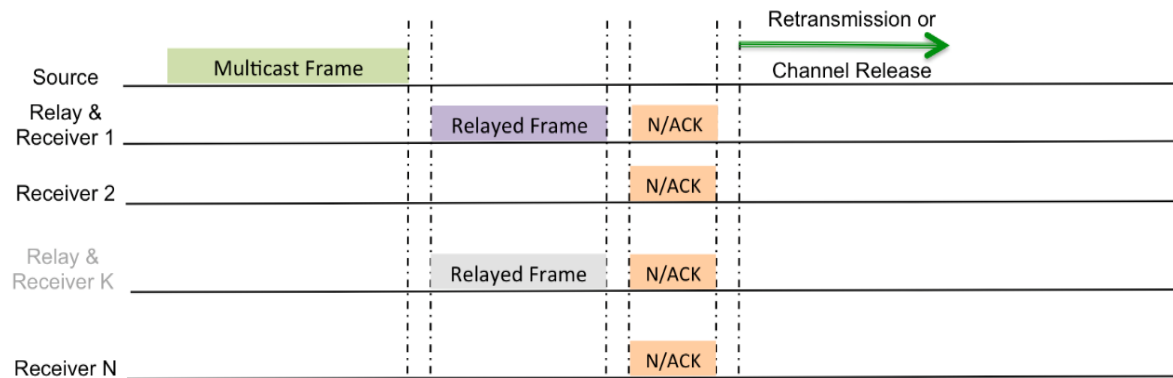 Retransmission or
Channel Release
Source
Multicast Frame
Relay &
Receiver 1
Relayed Frame
N/ACK
Receiver 2
N/ACK
Relay &
Receiver K
Relayed Frame
N/ACK
Receiver N
N/ACK